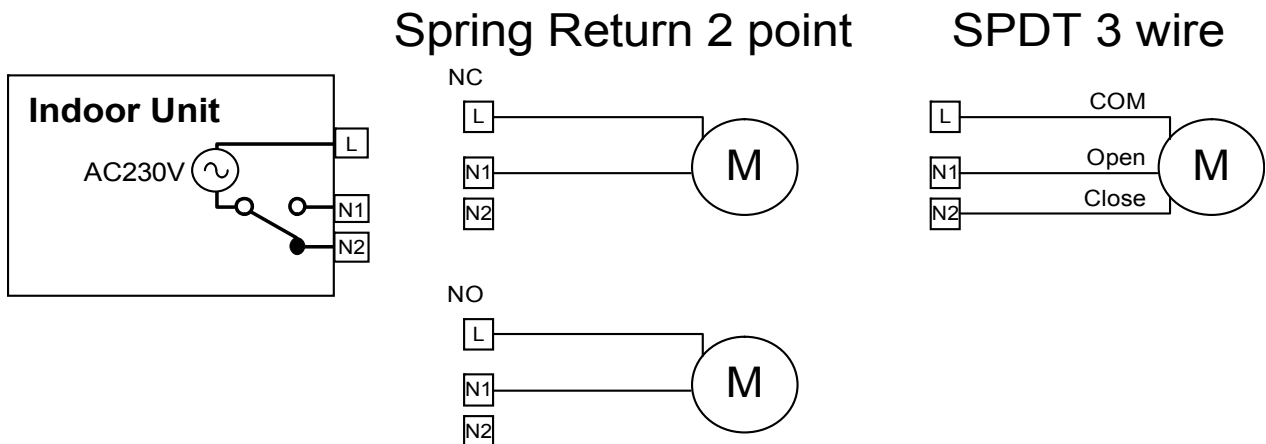 Spring Return 2 point
SPDT 3 wire
Indoor Unit
AC230V
L
N1
N2
NC
L
N1
N2
M
NO
L
N1
N2
M
L
N1
N2
COM
Open
Close
M